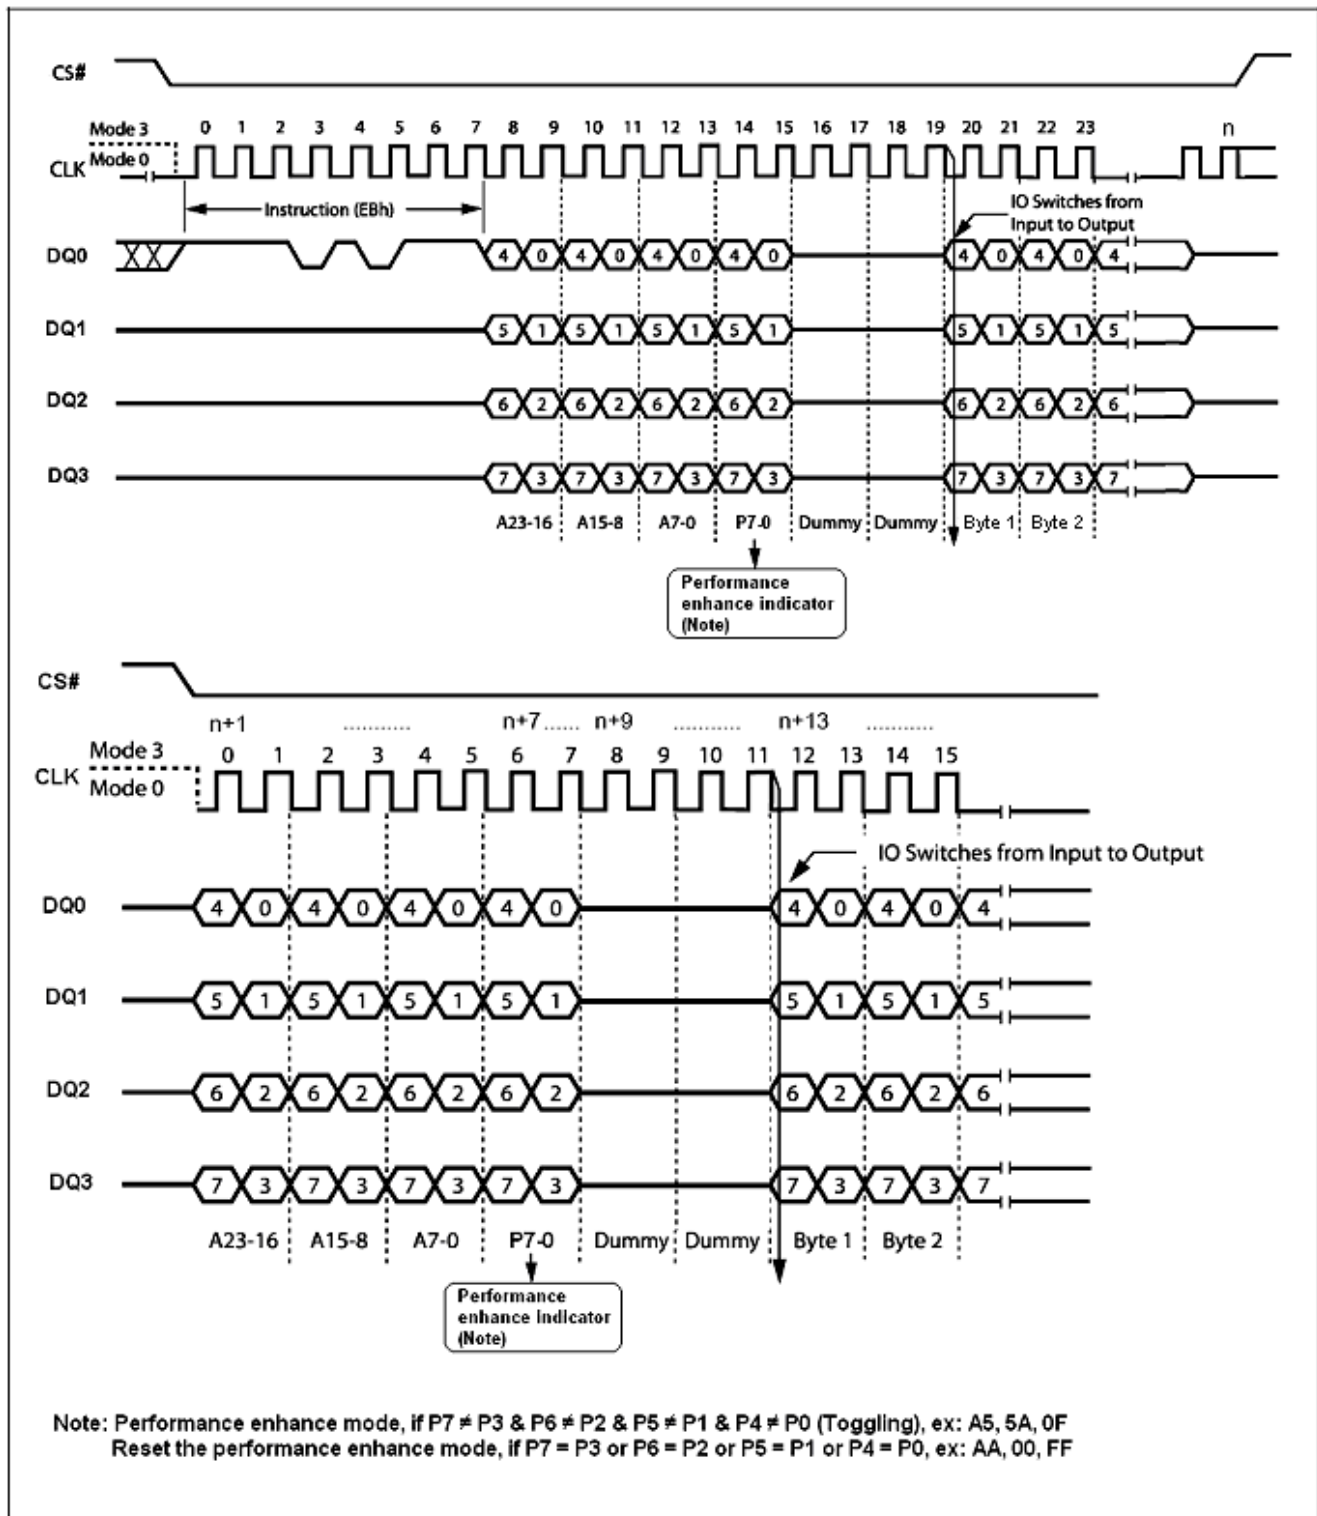 CS#
Mode 3
0 1 2 3 4 5 6 7 8 9 10 11 12 13 14 15 16 17 18 19 20 21 22 23 n
CLK Mode 0
Instruction (EBh)
IO Switches from
Input to Output
DQ0 4 0 4 0 4 0 4 0 4 0 4 0 4
DQ1 5 1 5 1 5 1 5 1 5 1 5 1 5
DQ2 6 2 6 2 6 2 6 2 6 2 6 2 6
DQ3 7 3 7 3 7 3 7 3 7 3 7 3 7
A23-16 A15-8 A7-0 P7-0 Dummy Dummy Byte 1 Byte 2
Performance
enhance indicator
(Note)
CS#
n+1 ........... n+7 ...... n+9 ........... n+13 ...........
Mode 3 0 1 2 3 4 5 6 7 8 9 10 11 12 13 14 15
CLK Mode 0
IO Switches from Input to Output
DQ0 4 0 4 0 4 0 4 0 4 0 4 0 4
DQ1 5 1 5 1 5 1 5 1 5 1 5 1 5
DQ2 6 2 6 2 6 2 6 2 6 2 6 2 6
DQ3 7 3 7 3 7 3 7 3 7 3 7 3 7
A23-16 A15-8 A7-0 P7-0 Dummy Dummy Byte 1 Byte 2
Performance
enhance indicator
(Note)
Note: Performance enhance mode, if P7 ≠ P3 & P6 ≠ P2 & P5 ≠ P1 & P4 ≠ P0 (Toggling), ex: A5, 5A, 0F
Reset the performance enhance mode, if P7 = P3 or P6 = P2 or P5 = P1 or P4 = P0, ex: AA, 00, FF